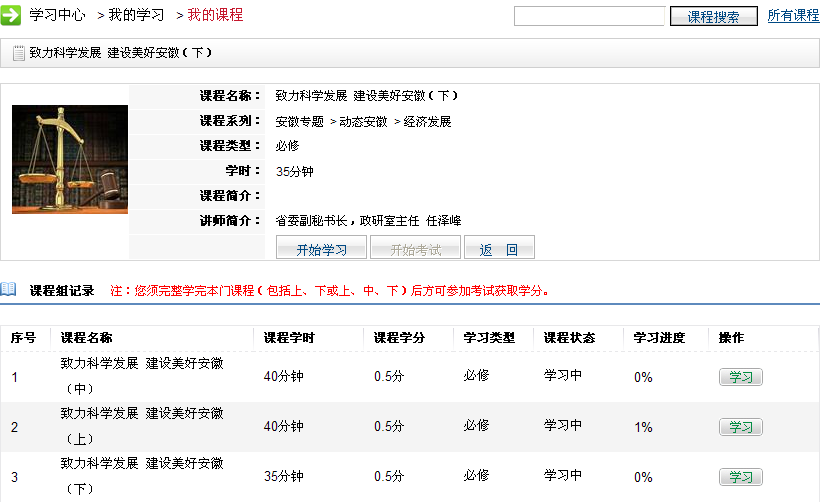 学习中心 >我的学习 >我的课程
课程搜索 所有课程
致力科学发展 建设美好安徽（下）
课程名称： 致力科学发展 建设美好安徽（下）
课程系列： 安徽专题 >动态安徽 >经济发展
课程类型： 必修
学时： 35分钟
课程简介：
讲师简介： 省委副秘书长，政研室主任 任泽峰
开始学习 开始考试 返 回
课程组记录 注：您须完整学完本门课程（包括上、下或上、中、下）后方可参加考试获取学分。
序号 课程名称 课程学时 课程学分 学习类型 课程状态 学习进度 操作
1 致力科学发展 建设美好安徽（中） 40分钟 0.5分 必修 学习中 0% 学习
2 致力科学发展 建设美好安徽（上） 40分钟 0.5分 必修 学习中 1% 学习
3 致力科学发展 建设美好安徽（下） 35分钟 0.5分 必修 学习中 0% 学习